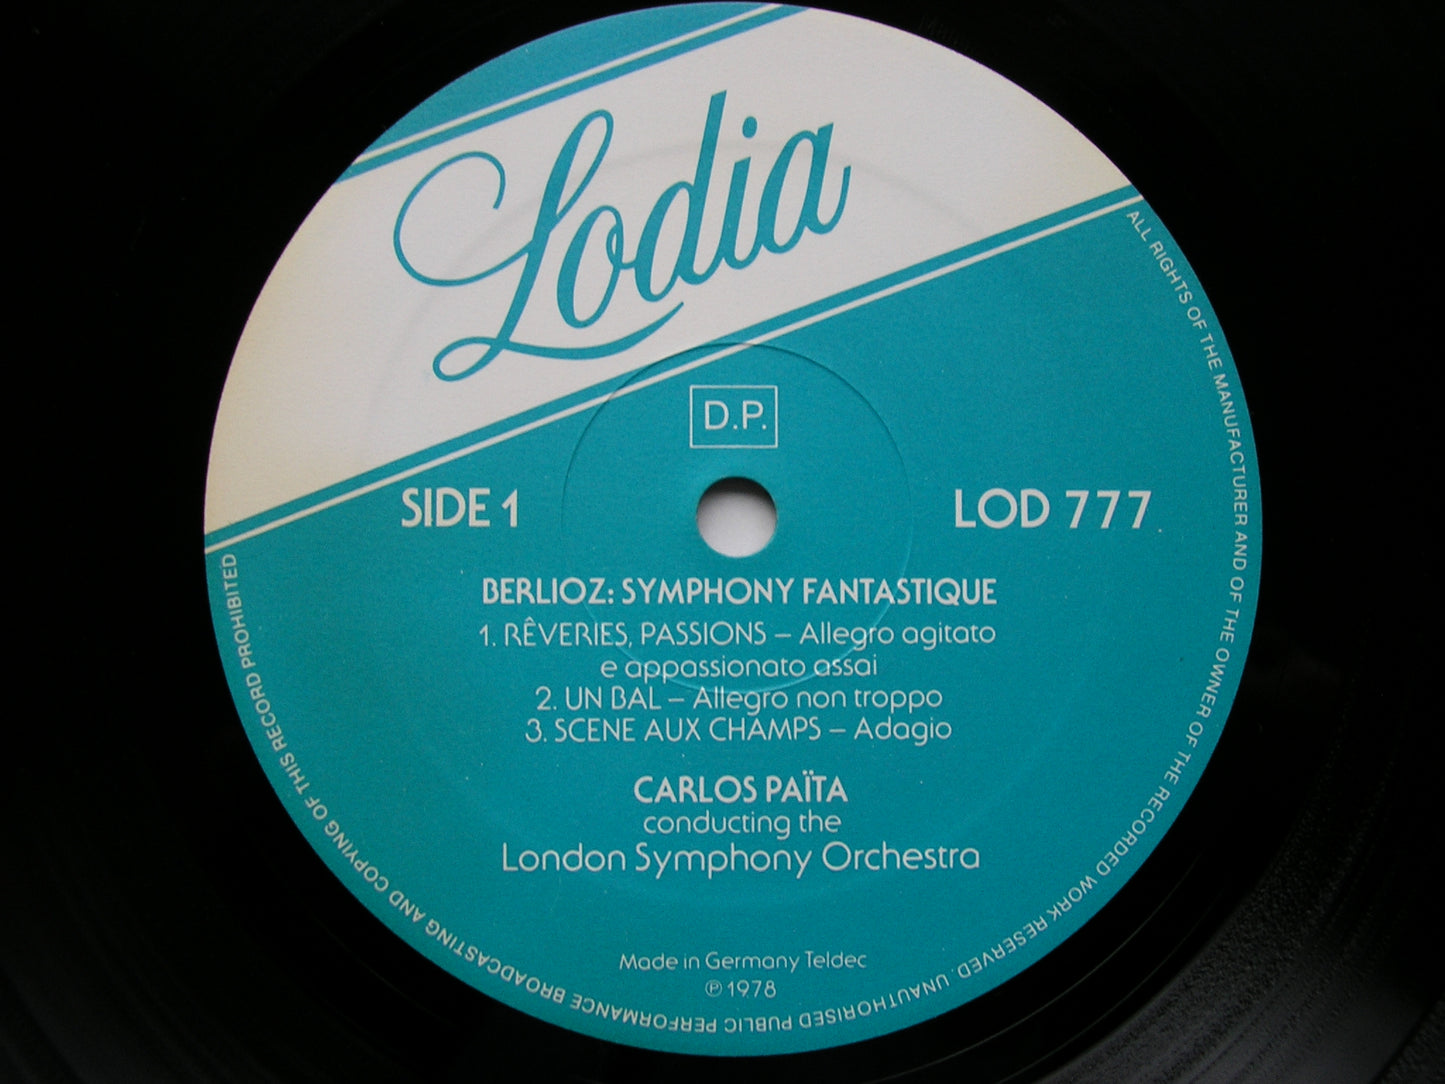 Lodia
D.P.
SIDE 1
LOD 777
BERLIOZ: SYMPHONY FANTASTIQUE
1. RÊVERIES, PASSIONS – Allegro agitato
e appassionato assai
2. UN BAL – Allegro non troppo
3. SCENE AUX CHAMPS – Adagio
CARLOS PAÏTA
conducting the
London Symphony Orchestra
Made in Germany Teldec
℗ 1978
ALL RIGHTS OF THE MANUFACTURER AND OF THE OWNER OF THE RECORDED WORK RESERVED. UNAUTHORISED PUBLIC PERFORMANCE BROADCASTING AND COPYING OF THIS RECORD PROHIBITED